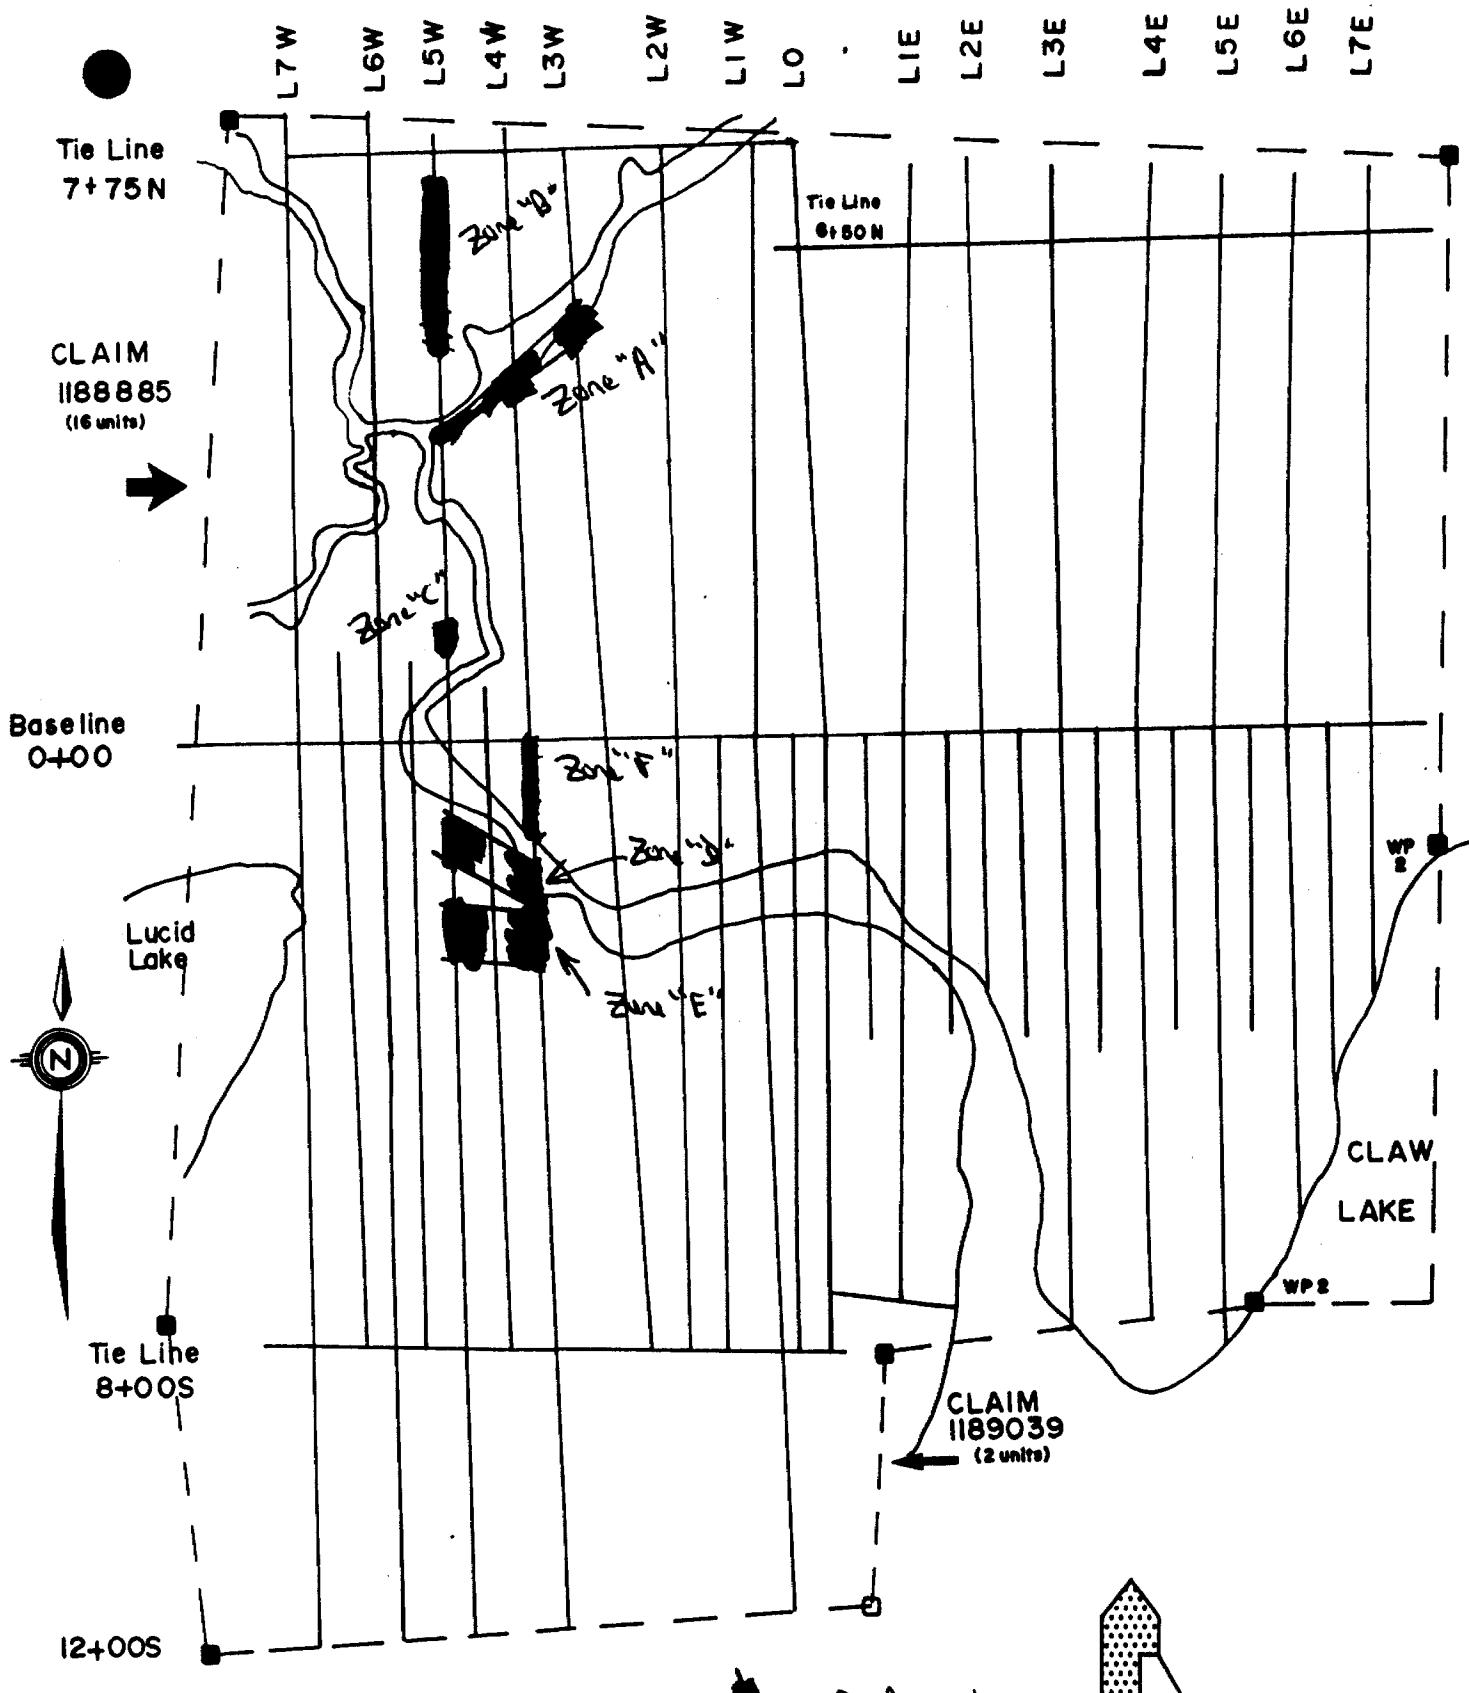 L7W
L6W
L5W
L4W
L3W
L2W
L1W
L0
L1E
L2E
L3E
L4E
L5E
L6E
L7E
Tie Line
7+75N
Zone "B"
Tie Line
6+50N
CLAIM
1188885
(16 units)
Zone "A"
Zone "C"
Baseline
0+00
Zone "F"
Zone "D"
WP
2
Lucid
Lake
Zone "E"
N
CLAW
LAKE
WP2
Tie Line
8+00S
CLAIM
1189039
(2 units)
12+00S